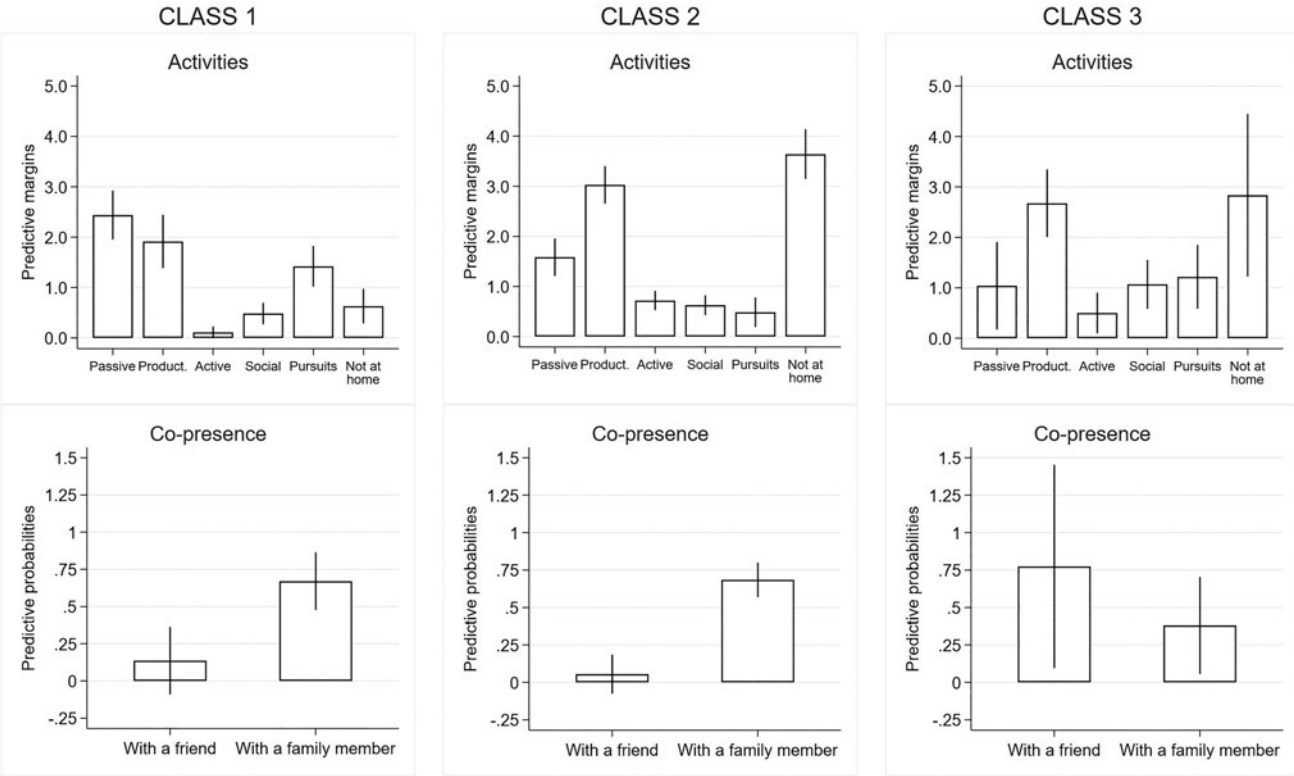 CLASS 1
CLASS 2
CLASS 3
Activities
Predictive margins
5.0
4.0
3.0
2.0
1.0
0.0
Passive Product. Active Social Pursuits Not at
home
Activities
Predictive margins
5.0
4.0
3.0
2.0
1.0
0.0
Passive Product. Active Social Pursuits Not at
home
Activities
Predictive margins
5.0
4.0
3.0
2.0
1.0
0.0
Passive Product. Active Social Pursuits Not at
home
Co-presence
Predictive probabilities
1.5
1.25
1
.75
.5
.25
0
-.25
With a friend With a family member
Co-presence
Predictive probabilities
1.5
1.25
1
.75
.5
.25
0
-.25
With a friend With a family member
Co-presence
Predictive probabilities
1.5
1.25
1
.75
.5
.25
0
-.25
With a friend With a family member